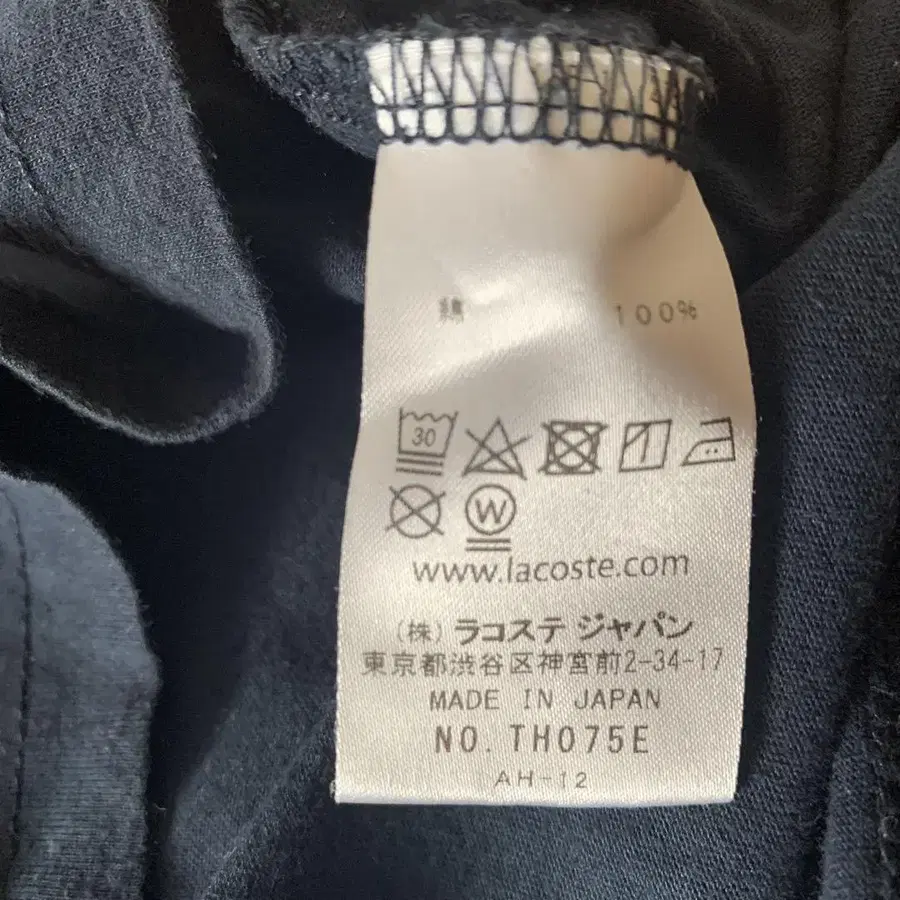 綿 100%
30
W
www.lacoste.com
(株) ラコステ ジャパン
東京都渋谷区神宮前2-34-17
MADE IN JAPAN
NO. TH075E
AH-12